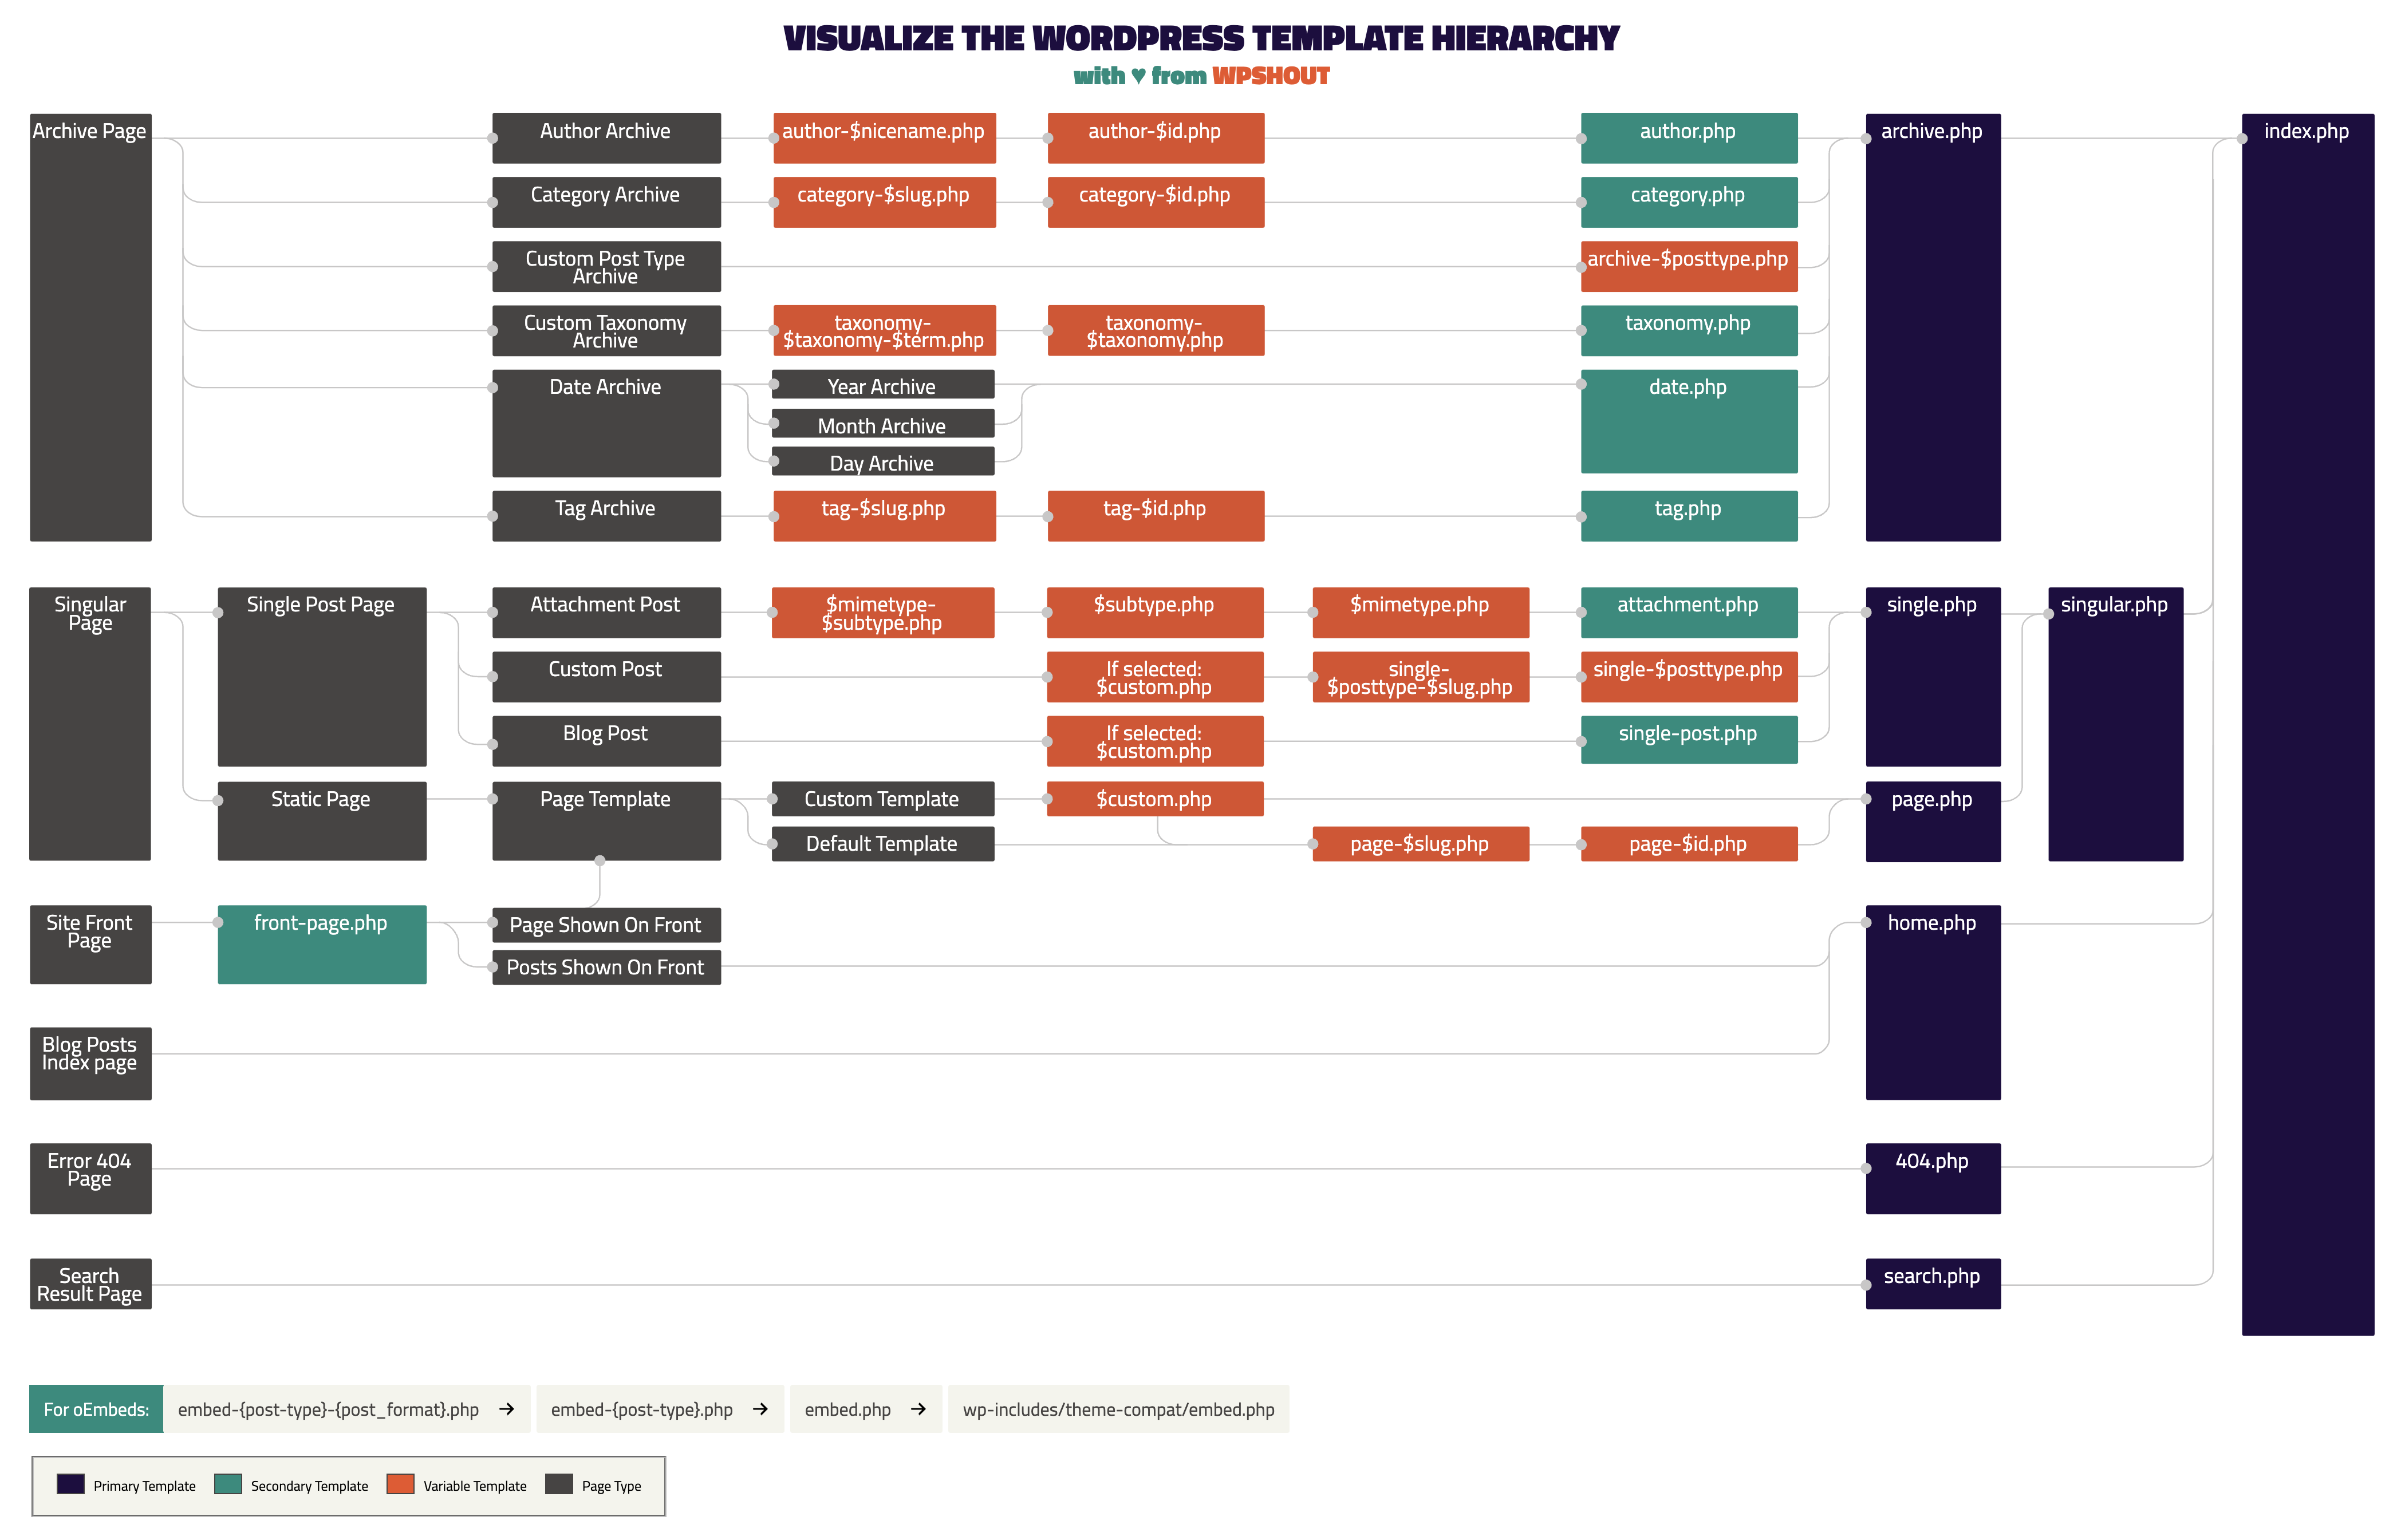 VISUALIZE THE WORDPRESS TEMPLATE HIERARCHY
with ♥ from WPSHOUT
Archive Page
Author Archive
author-$nicename.php
author-$id.php
author.php
archive.php
index.php
Category Archive
category-$slug.php
category-$id.php
category.php
Custom Post Type
Archive
archive-$posttype.php
Custom Taxonomy
Archive
taxonomy-
$taxonomy-$term.php
taxonomy-
$taxonomy.php
taxonomy.php
Date Archive
Year Archive
Month Archive
Day Archive
date.php
Tag Archive
tag-$slug.php
tag-$id.php
tag.php
Singular
Page
Single Post Page
Attachment Post
$mimetype-
$subtype.php
$subtype.php
$mimetype.php
attachment.php
single.php
singular.php
Custom Post
If selected:
$custom.php
single-
$posttype-$slug.php
single-$posttype.php
Blog Post
If selected:
$custom.php
single-post.php
Static Page
Page Template
Custom Template
$custom.php
page.php
Default Template
page-$slug.php
page-$id.php
Site Front
Page
front-page.php
Page Shown On Front
Posts Shown On Front
home.php
Blog Posts
Index page
Error 404
Page
404.php
Search
Result Page
search.php
For oEmbeds: embed-{post-type}-{post_format}.php → embed-{post-type}.php → embed.php → wp-includes/theme-compat/embed.php
Primary Template Secondary Template Variable Template Page Type